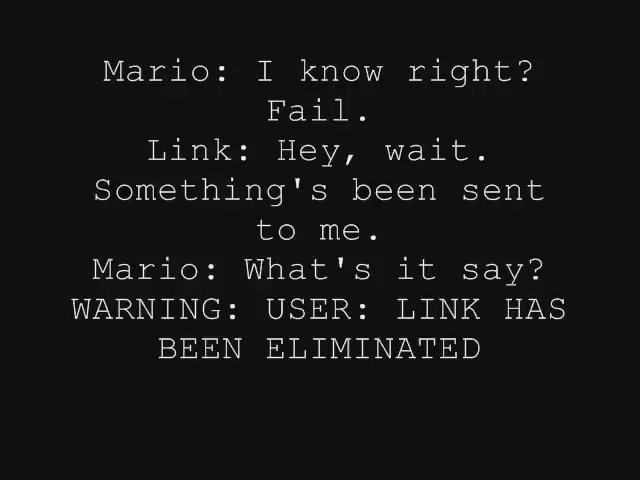 Mario: I know right?
Fail.
Link: Hey, wait.
Something's been sent
to me.
Mario: What's it say?
WARNING: USER: LINK HAS
BEEN ELIMINATED